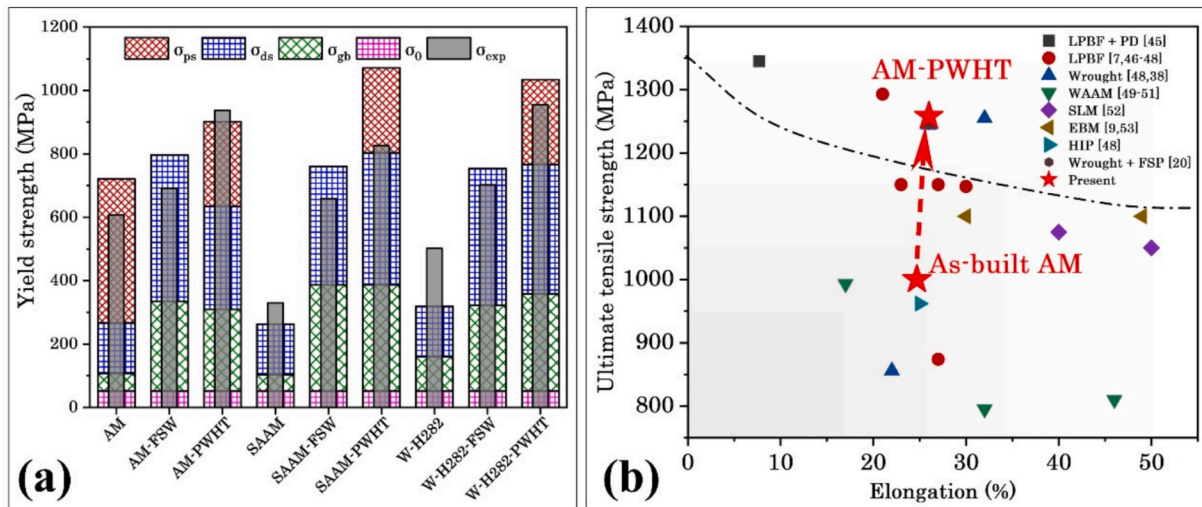 1200
1000
800
600
400
200
0
Yield strength (MPa)
σps σds σgb σ0 σexp
AM
AM-FSW
AM-PWHT
SAAM
SAAM-FSW
SAAM-PWHT
W-H282
W-H282-FSW
W-H282-PWHT
(a)
1400
1300
1200
1100
1000
900
800
Ultimate tensile strength (MPa)
0 10 20 30 40 50 60
Elongation (%)
LPBF + PD [45]
LPBF [7,46-48]
Wrought [48,38]
WAAM [49-51]
SLM [52]
EBM [9,53]
HIP [48]
Wrought + FSP [20]
Present
AM-PWHT
As-built AM
(b)